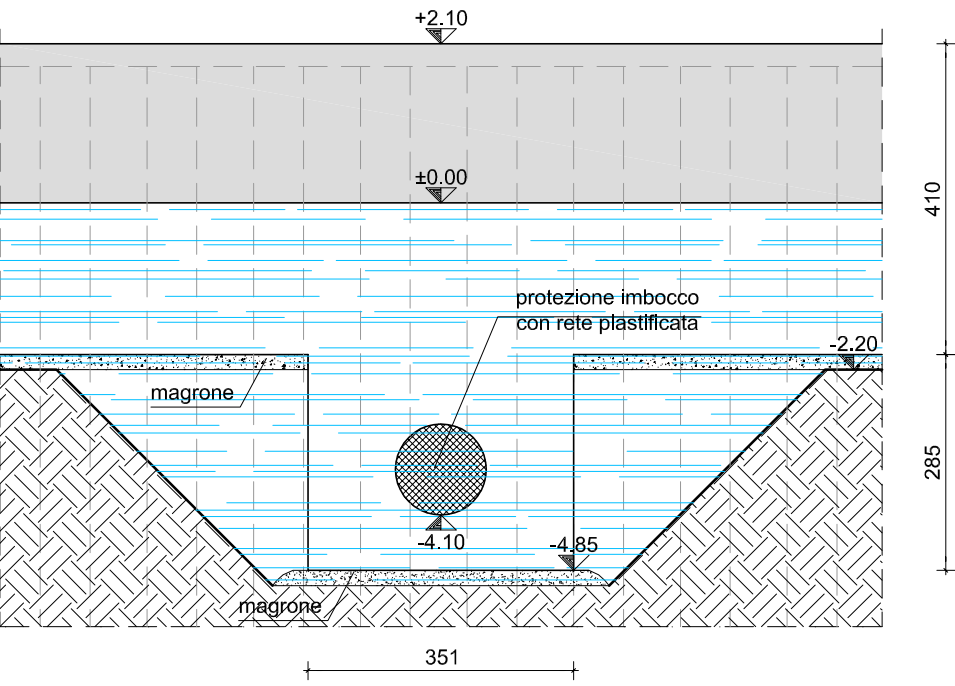 +2.10
±0.00
410
protezione imbocco
con rete plastificata
-2.20
magrone
285
-4.10
-4.85
magrone
351